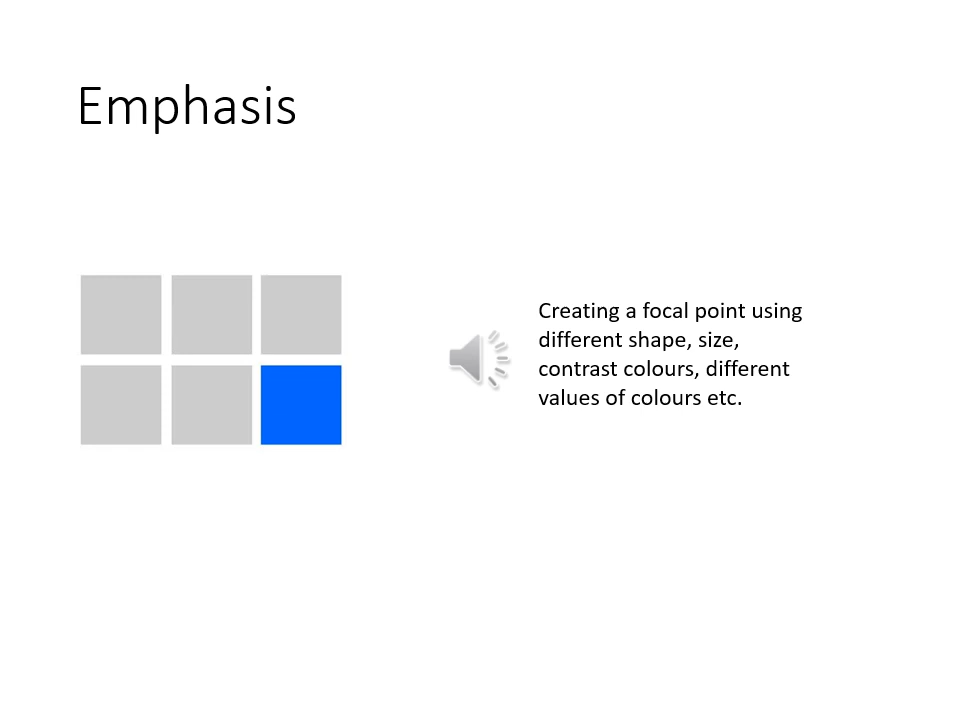 Emphasis
Creating a focal point using
different shape, size,
contrast colours, different
values of colours etc.